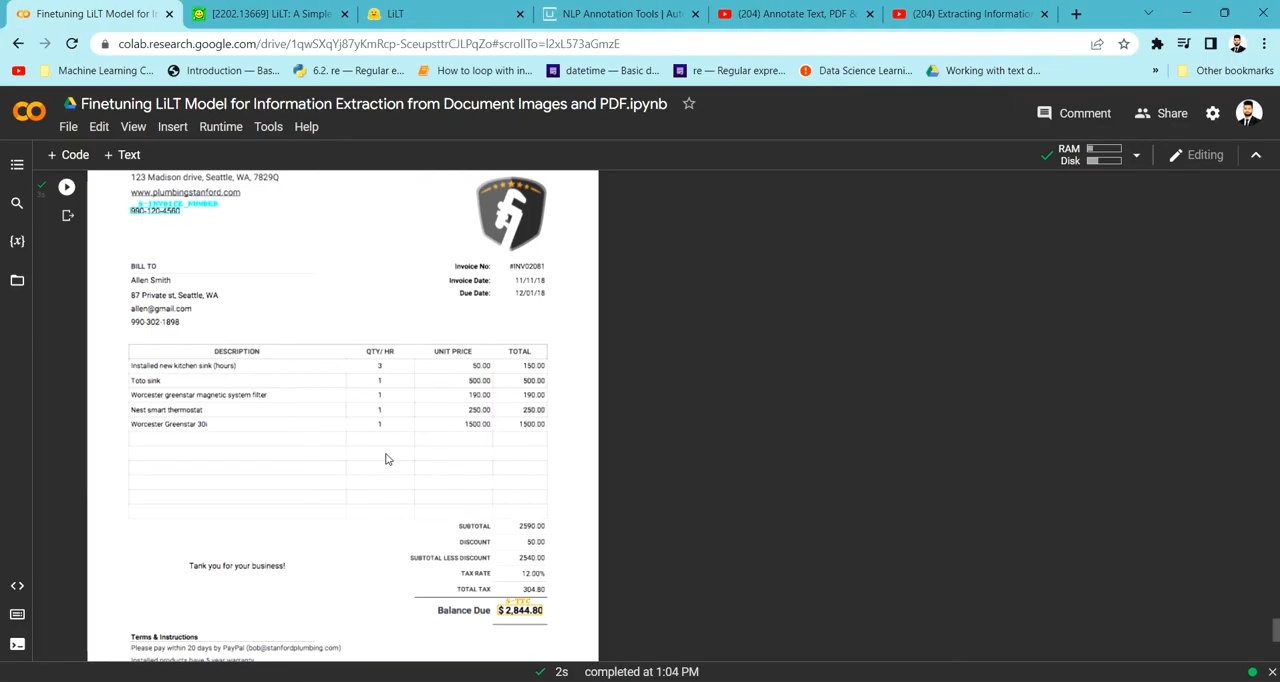 Finetuning LiLT Model for I
[2202.13669] LiLT: A Simple
LiLT
NLP Annotation Tools | Aut
(204) Annotate Text, PDF &
(204) Extracting Information
colab.research.google.com/drive/1qwSXqYj87yKmRcp-SceupsttrCJLPqZo#scrollTo=l2xL573aGmzE
Machine Learning C...
Introduction — Bas...
6.2. re — Regular e...
How to loop with in...
datetime — Basic d...
re — Regular expre...
Data Science Learni...
Working with text d...
»
Other bookmarks
Finetuning LiLT Model for Information Extraction from Document Images and PDF.ipynb
Comment
Share
File Edit View Insert Runtime Tools Help
+ Code + Text
RAM
Disk
Editing
123 Madison drive, Seattle, WA, 7829Q
www.plumbingstanford.com
S-INVOICE_NUMBER
990-120-4560
BILL TO
Allen Smith
87 Private st, Seattle, WA
allen@gmail.com
990-302-1898
Invoice No: #INV02081
Invoice Date: 11/11/18
Due Date: 12/01/18
DESCRIPTION QTY/ HR UNIT PRICE TOTAL
Installed new kitchen sink (hours) 3 50.00 150.00
Toto sink 1 500.00 500.00
Worcester greenstar magnetic system filter 1 190.00 190.00
Nest smart thermostat 1 250.00 250.00
Worcester Greenstar 30i 1 1500.00 1500.00
SUBTOTAL 2590.00
DISCOUNT 50.00
SUBTOTAL LESS DISCOUNT 2540.00
TAX RATE 12.00%
TOTAL TAX 304.80
S-TTC
Balance Due $ 2,844.80
Tank you for your business!
Terms & Instructions
Please pay within 20 days by PayPal (bob@stanfordplumbing.com)
Installed products have 5 year warranty
2s completed at 1:04 PM